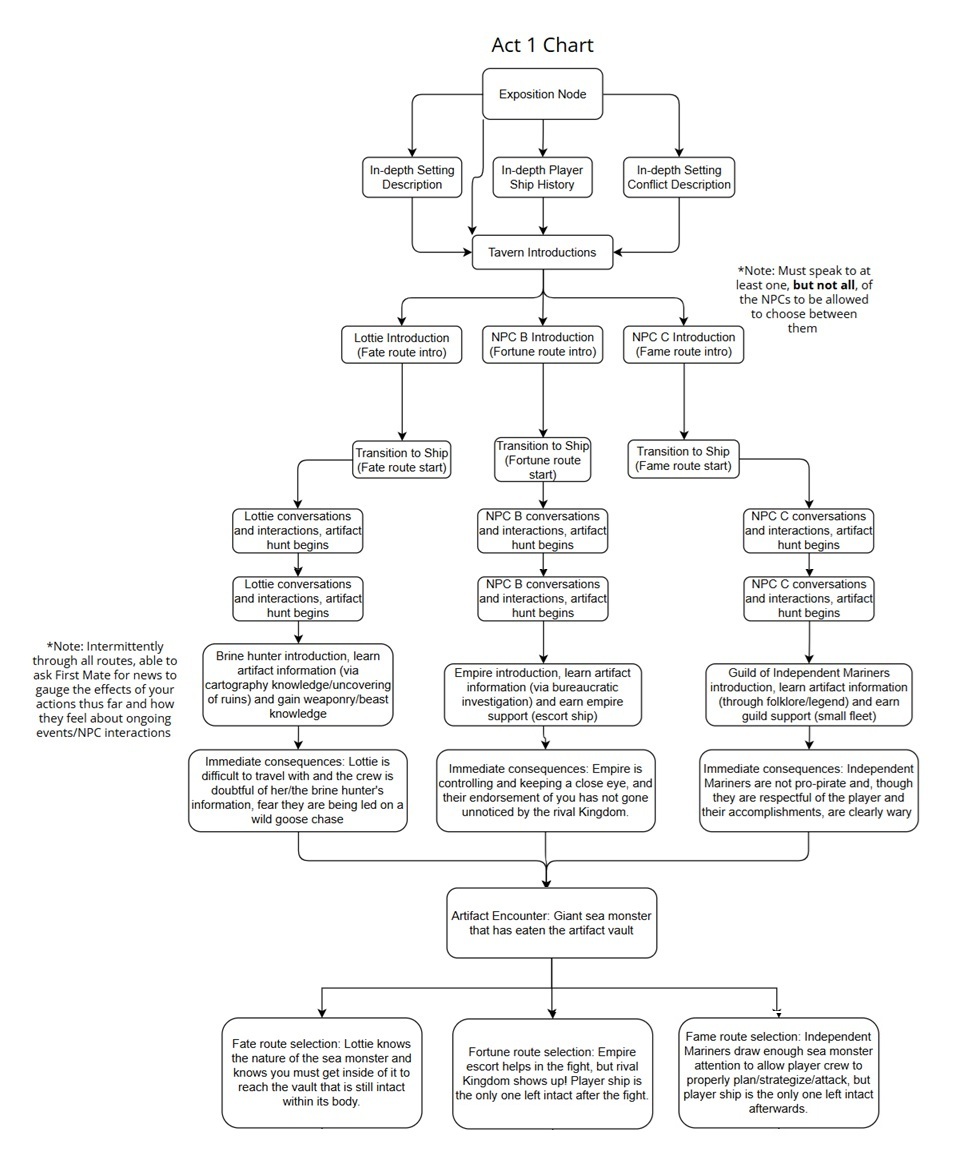 Act 1 Chart
Exposition Node
In-depth Setting
Description
In-depth Player
Ship History
In-depth Setting
Conflict Description
Tavern Introductions
*Note: Must speak to at
least one, but not all, of
the NPCs to be allowed
to choose between
them
Lottie Introduction
(Fate route intro)
NPC B Introduction
(Fortune route intro)
NPC C Introduction
(Fame route intro)
Transition to Ship
(Fate route start)
Transition to Ship
(Fortune route
start)
Transition to Ship
(Fame route start)
Lottie conversations
and interactions, artifact
hunt begins
NPC B conversations
and interactions, artifact
hunt begins
NPC C conversations
and interactions, artifact
hunt begins
Lottie conversations
and interactions, artifact
hunt begins
NPC B conversations
and interactions, artifact
hunt begins
NPC C conversations
and interactions, artifact
hunt begins
*Note: Intermittently
through all routes, able to
ask First Mate for news to
gauge the effects of your
actions thus far and how
they feel about ongoing
events/NPC interactions
Brine hunter introduction, learn
artifact information (via
cartography knowledge/uncovering
of ruins) and gain weaponry/beast
knowledge
Empire introduction, learn artifact
information (via bureaucratic
investigation) and earn empire
support (escort ship)
Guild of Independent Mariners
introduction, learn artifact information
(through folklore/legend) and earn
guild support (small fleet)
Immediate consequences: Lottie is
difficult to travel with and the crew is
doubtful of her/the brine hunter's
information, fear they are being led on a
wild goose chase
Immediate consequences: Empire is
controlling and keeping a close eye, and
their endorsement of you has not gone
unnoticed by the rival Kingdom.
Immediate consequences: Independent
Mariners are not pro-pirate and, though
they are respectful of the player and
their accomplishments, are clearly wary
Artifact Encounter: Giant sea monster
that has eaten the artifact vault
Fate route selection: Lottie knows
the nature of the sea monster and
knows you must get inside of it to
reach the vault that is still intact
within its body.
Fortune route selection: Empire
escort helps in the fight, but rival
Kingdom shows up! Player ship is
the only one left intact after the fight.
Fame route selection: Independent
Mariners draw enough sea monster
attention to allow player crew to
properly plan/strategize/attack, but
player ship is the only one left intact
afterwards.